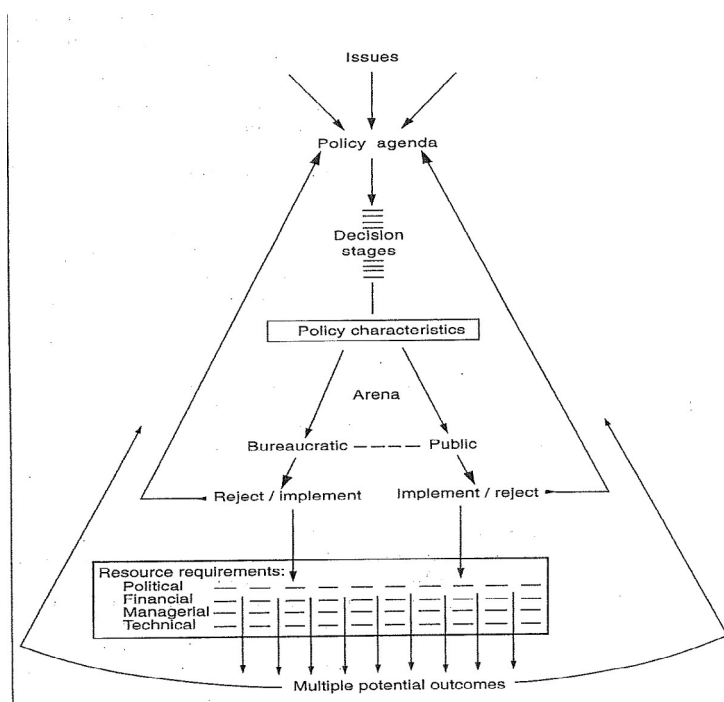 Issues
Policy agenda
Decision
stages
Policy characteristics
Arena
Bureaucratic
Public
Reject / implement
Implement / reject
Resource requirements:
Political
Financial
Managerial
Technical
Multiple potential outcomes